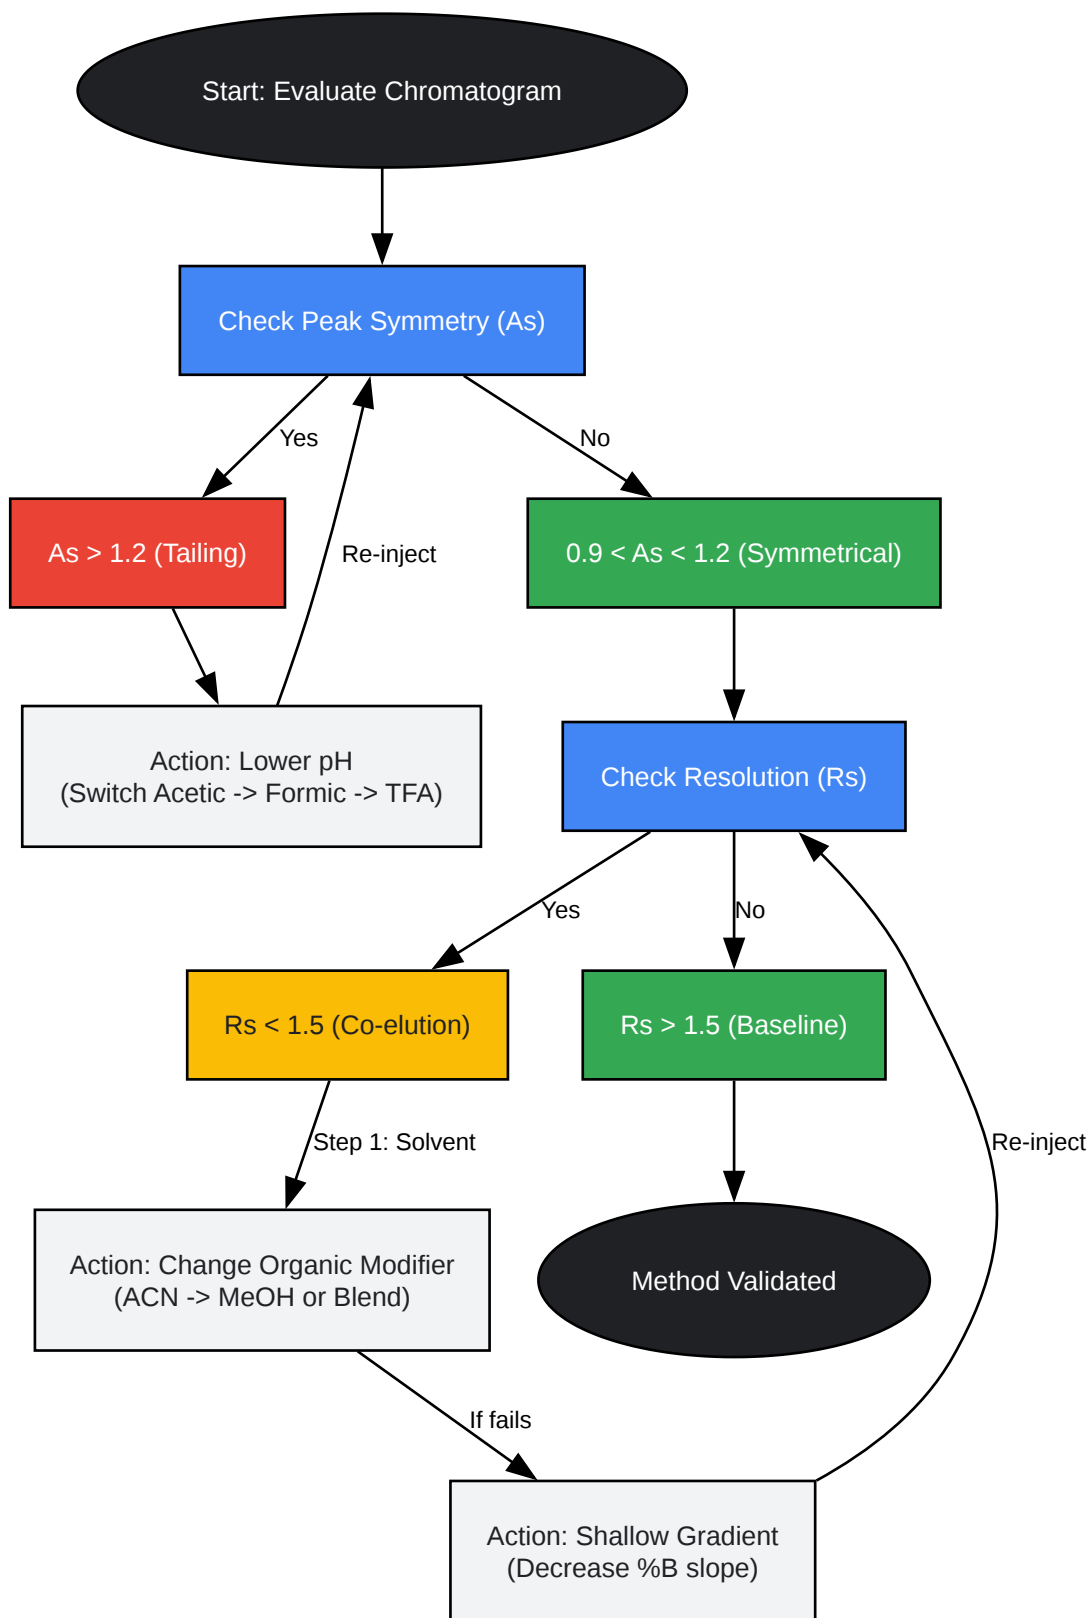 Start: Evaluate Chromatogram
Check Peak Symmetry (As)
Yes
No
As > 1.2 (Tailing)
Re-inject
0.9 < As < 1.2 (Symmetrical)
Action: Lower pH
(Switch Acetic -> Formic -> TFA)
Check Resolution (Rs)
Yes
No
Rs < 1.5 (Co-elution)
Rs > 1.5 (Baseline)
Step 1: Solvent
Re-inject
Action: Change Organic Modifier
(ACN -> MeOH or Blend)
Method Validated
If fails
Action: Shallow Gradient
(Decrease %B slope)